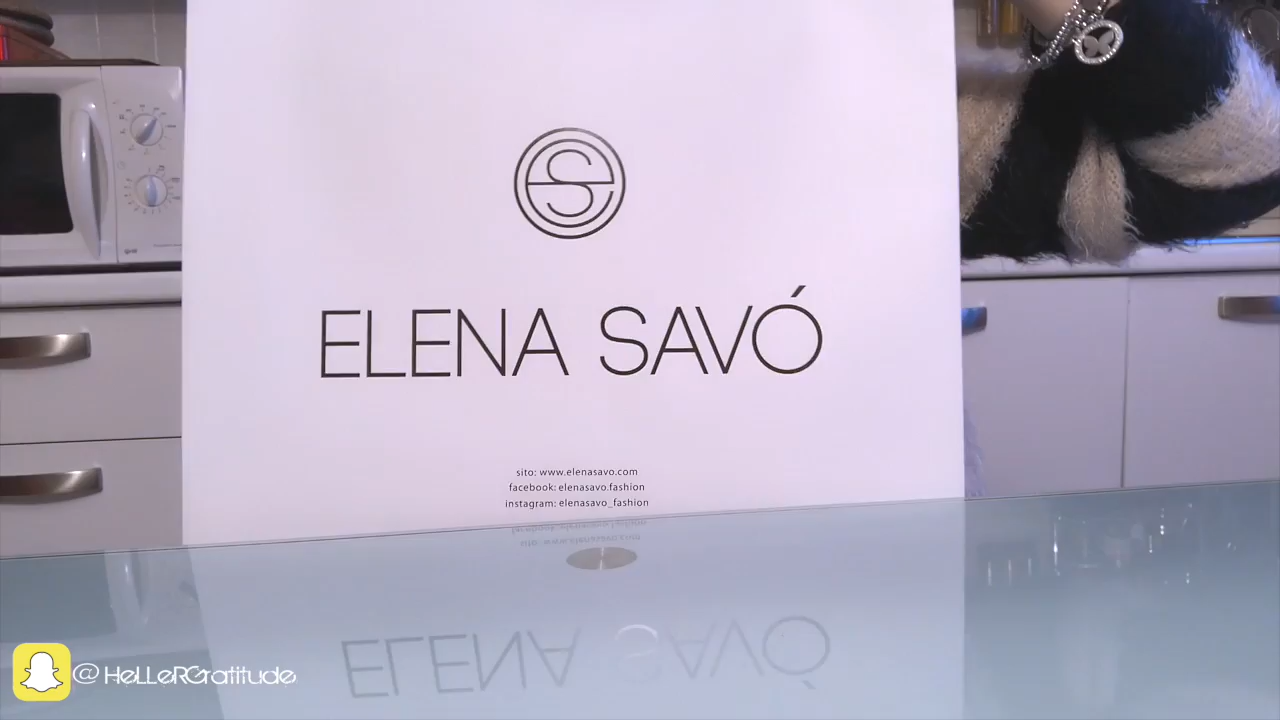 ELENA SAVÓ
sito: www.elenasavo.com
facebook: elenasavo.fashion
instagram: elenasavo_fashion
@HeLLeRGratitude